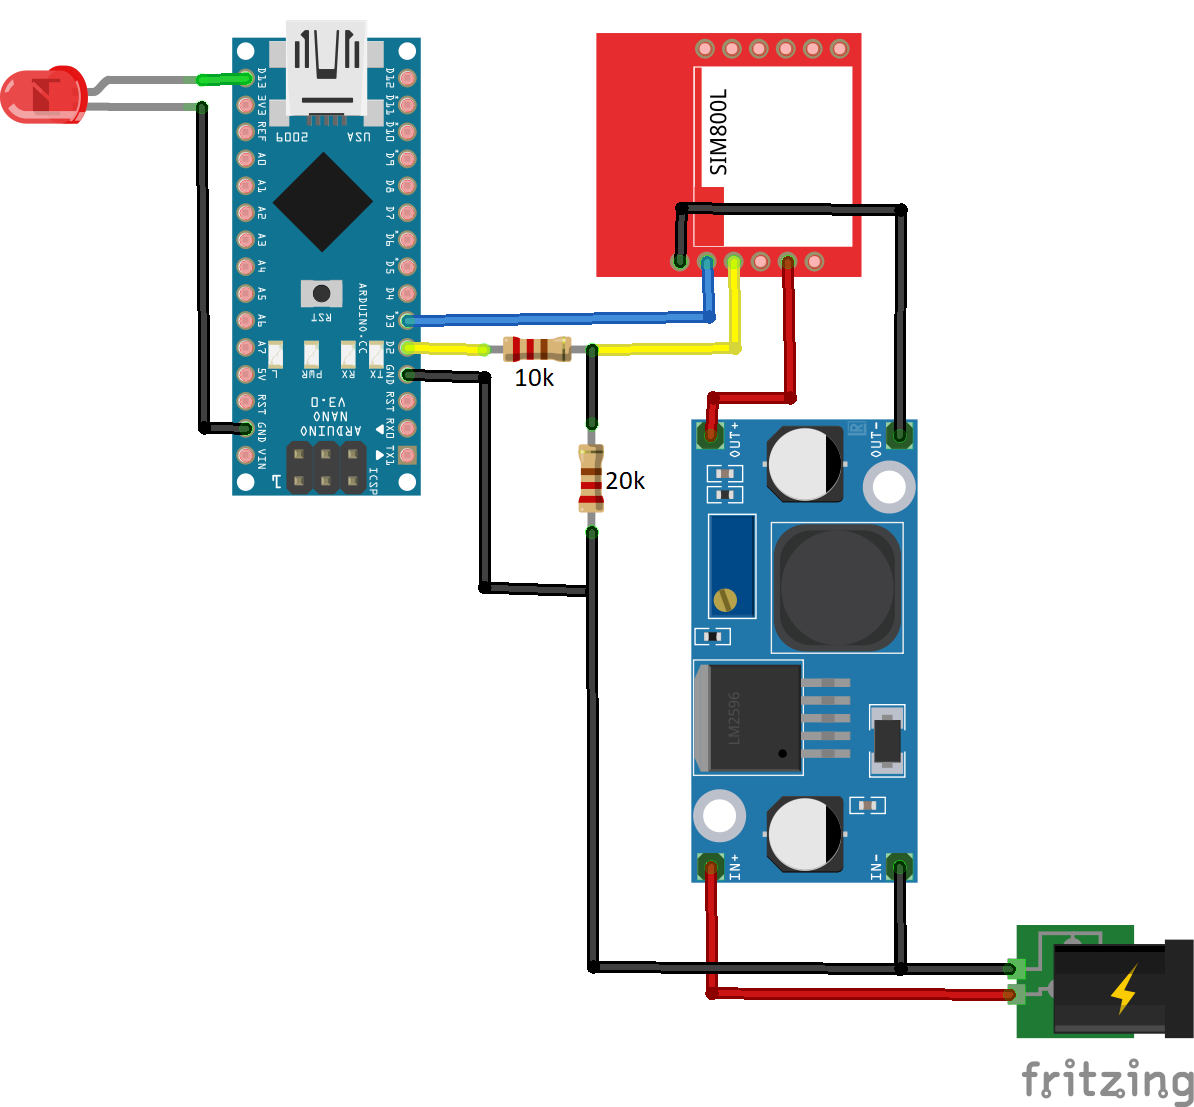 D13
3V3
REF
A0
A1
A2
A3
A4
A5
A6
A7
5V
RST
GND
VIN
D12
D11
D10
D9
D8
D7
D6
D5
D4
D3
D2
GND
RST
RX0
TX1
P00S
ASU
RST
ARDUINO.CC
L
PWR
RX
TX
V3.0
NANO
ARDUINO
ICSP
1
SIM800L
10k
20k
OUT+
OUT-
R
LM2596
IN+
IN-
fritzing